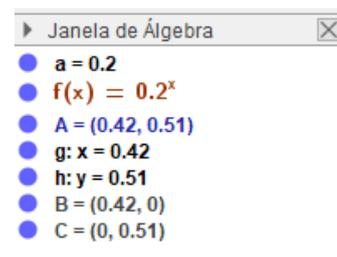 Janela de Álgebra
a = 0.2
f(x) = 0.2ˣ
A = (0.42, 0.51)
g: x = 0.42
h: y = 0.51
B = (0.42, 0)
C = (0, 0.51)